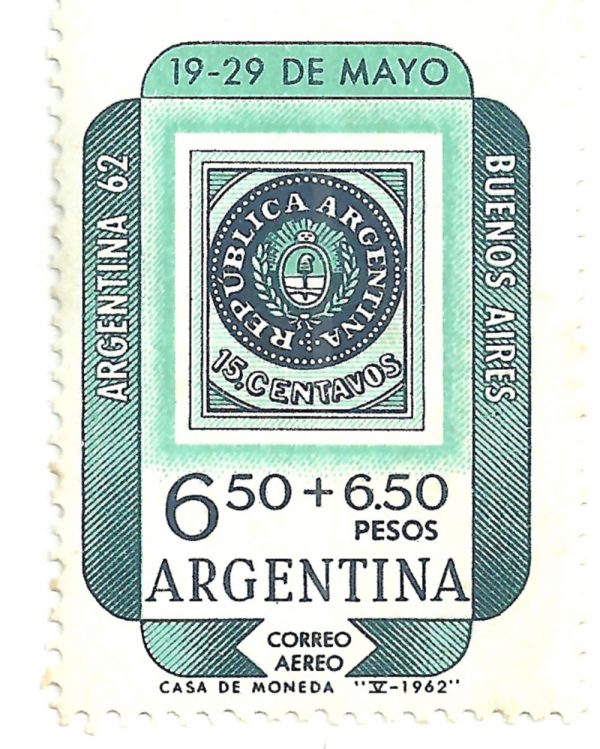 19-29 DE MAYO
ARGENTINA 62
BUENOS AIRES
REPUBLICA ARGENTINA
15 CENTAVOS
6 50 + 6.50
PESOS
ARGENTINA
CORREO
AEREO
CASA DE MONEDA "V-1962"